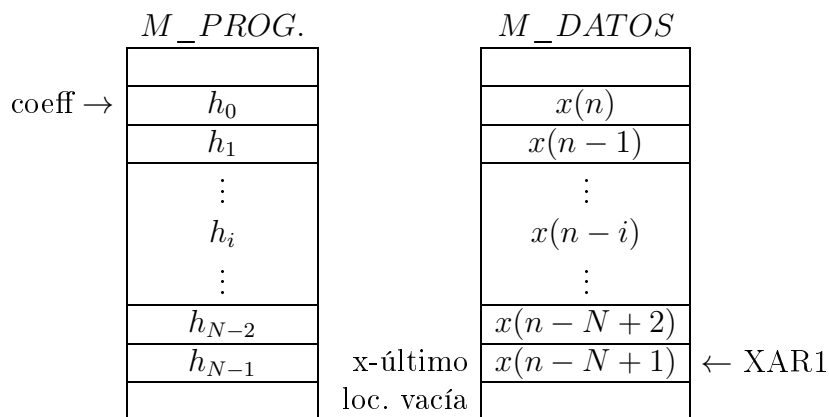 M_PROG. M_DATOS
coeff → h₀ x(n)
h₁ x(n − 1)
⋮ ⋮
hᵢ x(n − i)
⋮ ⋮
h_{N−2} x(n − N + 2)
h_{N−1} x-último x(n − N + 1) ← XAR1
loc. vacía